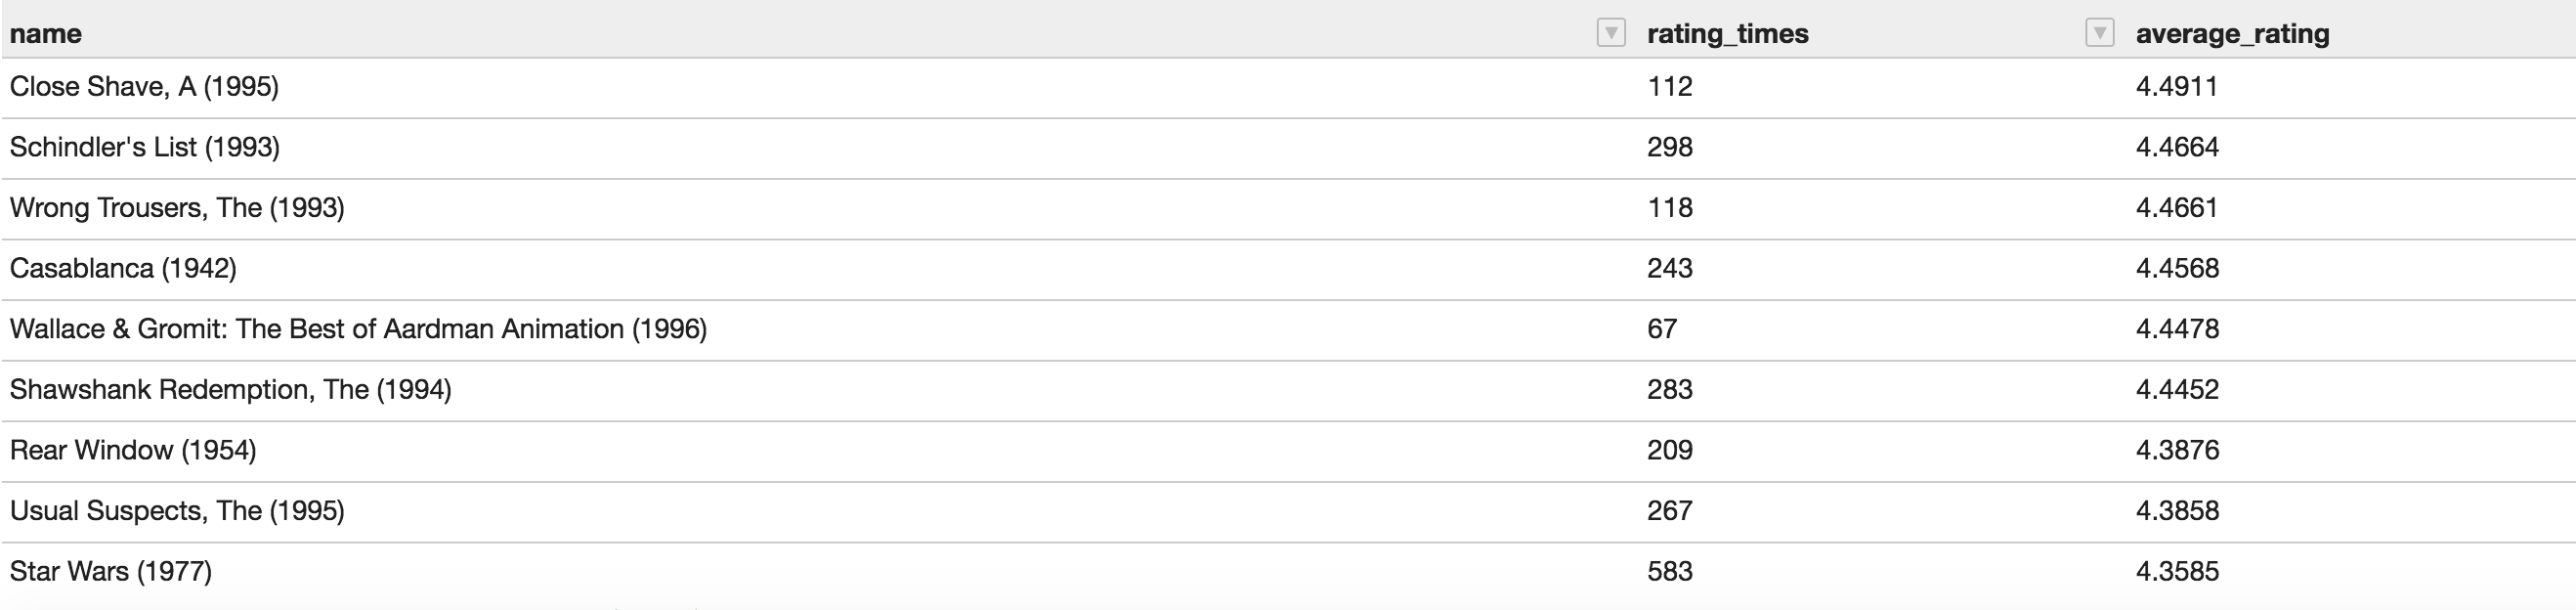 name rating_times average_rating
Close Shave, A (1995) 112 4.4911
Schindler's List (1993) 298 4.4664
Wrong Trousers, The (1993) 118 4.4661
Casablanca (1942) 243 4.4568
Wallace & Gromit: The Best of Aardman Animation (1996) 67 4.4478
Shawshank Redemption, The (1994) 283 4.4452
Rear Window (1954) 209 4.3876
Usual Suspects, The (1995) 267 4.3858
Star Wars (1977) 583 4.3585